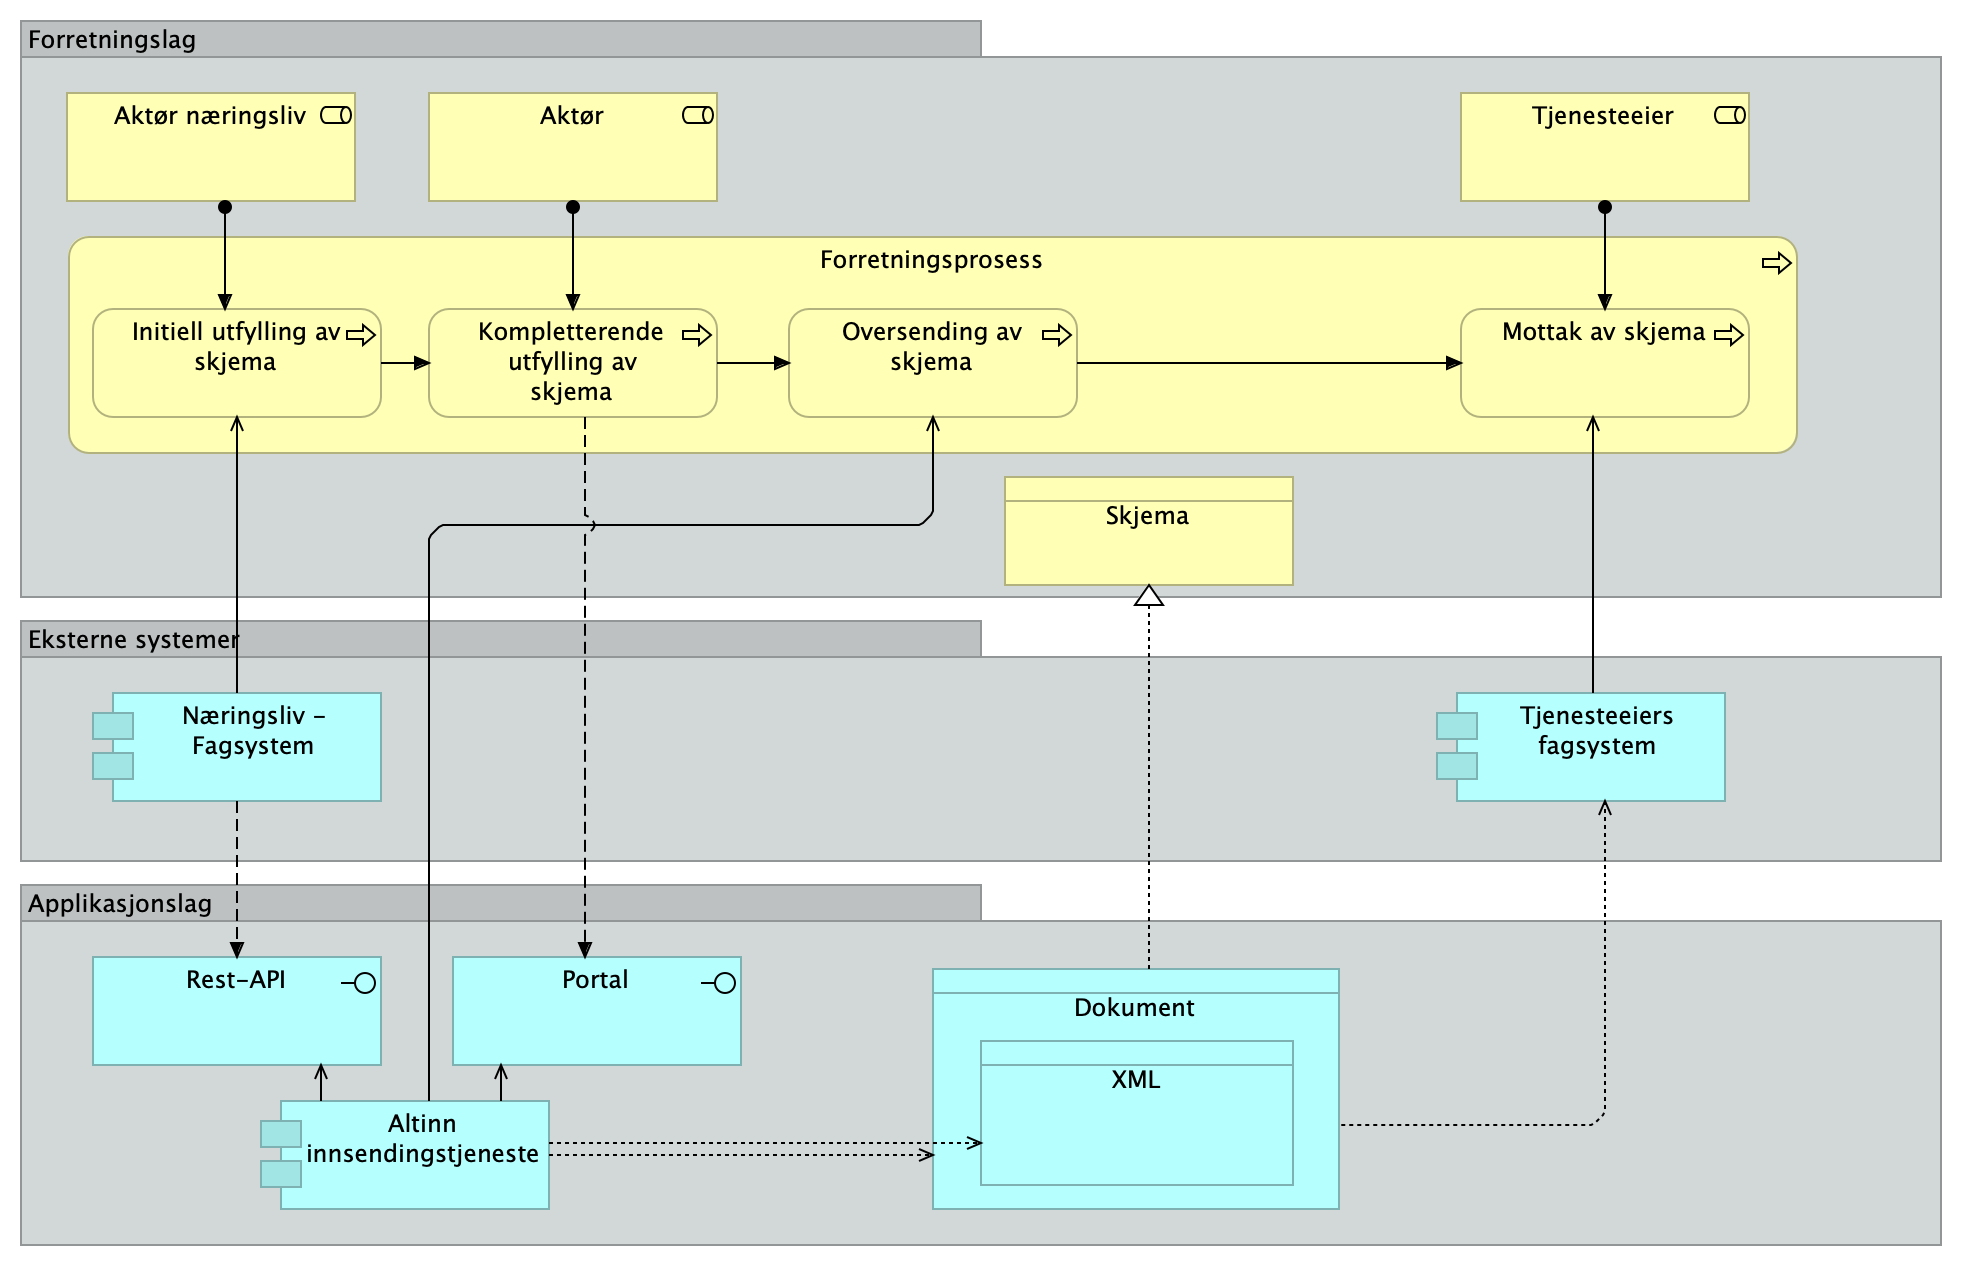 Forretningslag
Aktør næringsliv
Aktør
Tjenesteeier
Forretningsprosess
Initiell utfylling av
skjema
Kompletterende
utfylling av
skjema
Oversending av
skjema
Mottak av skjema
Skjema
Eksterne systemer
Næringsliv -
Fagsystem
Tjenesteeiers
fagsystem
Applikasjonslag
Rest-API
Portal
Dokument
XML
Altinn
innsendingstjeneste